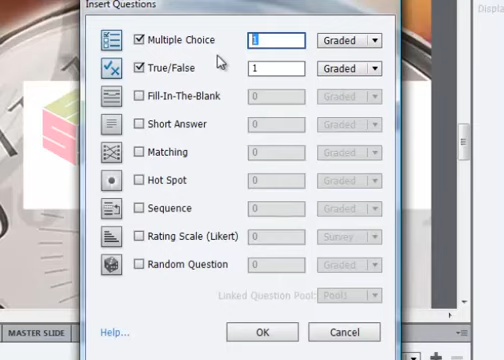 Displa
Insert Questions
Multiple Choice 1 Graded
True/False 1 Graded
Fill-In-The-Blank 0 Graded
Short Answer 0 Graded
Matching 0 Graded
Hot Spot 0 Graded
Sequence 0 Graded
Rating Scale (Likert) 0 Survey
Random Question 0 Graded
Linked Question Pool: Pool1
MASTER SLIDE
Help...
OK
Cancel